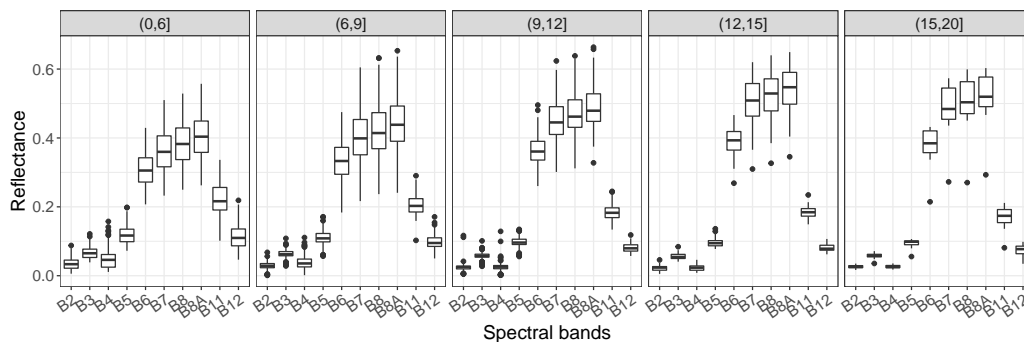 (0,6] (6,9] (9,12] (12,15] (15,20]
Reflectance
0.6
0.4
0.2
0.0
B2 B3 B4 B5 B6 B7 B8 B8A B11 B12 B2 B3 B4 B5 B6 B7 B8 B8A B11 B12 B2 B3 B4 B5 B6 B7 B8 B8A B11 B12 B2 B3 B4 B5 B6 B7 B8 B8A B11 B12 B2 B3 B4 B5 B6 B7 B8 B8A B11 B12
Spectral bands